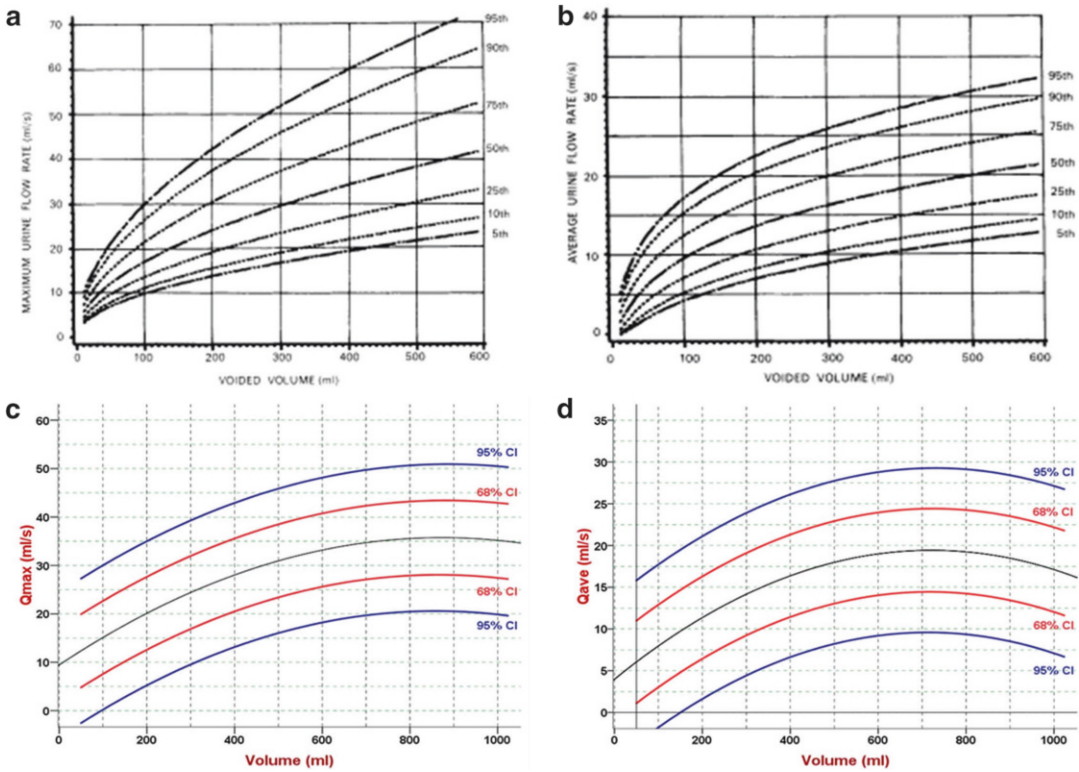 a
MAXIMUM URINE FLOW RATE (ml/s)
70
60
50
40
30
20
10
0
0 100 200 300 400 500 600
VOIDED VOLUME (ml)
95th
90th
75th
50th
25th
10th
5th
b
AVERAGE URINE FLOW RATE (ml/s)
40
30
20
10
0
0 100 200 300 400 500 600
VOIDED VOLUME (ml)
95th
90th
75th
50th
25th
10th
5th
c
Qmax (ml/s)
60
50
40
30
20
10
0
0 200 400 600 800 1000
Volume (ml)
95% CI
68% CI
68% CI
95% CI
d
Qave (ml/s)
35
30
25
20
15
10
5
0
0 200 400 600 800 1000
Volume (ml)
95% CI
68% CI
68% CI
95% CI